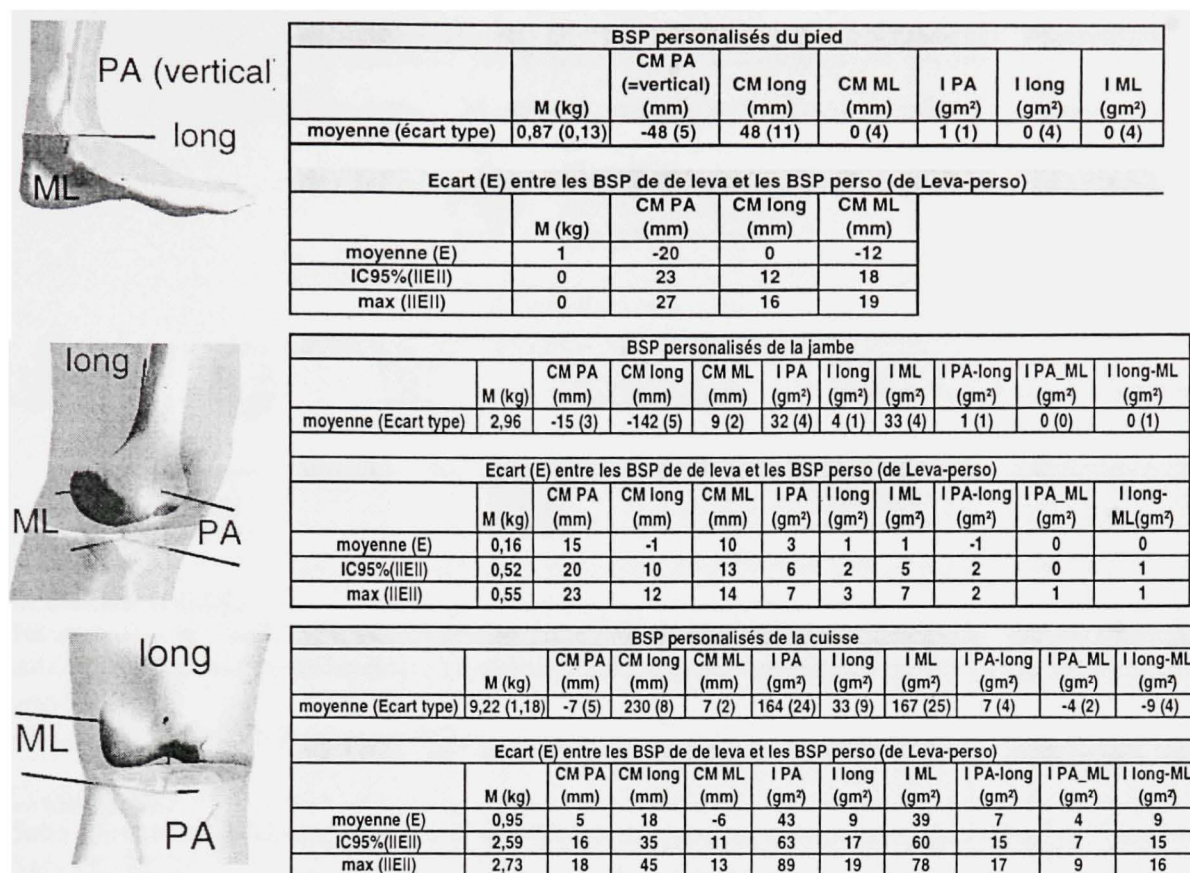 PA (vertical)
long
ML
BSP personalisés du pied
M (kg) CM PA (=vertical) (mm) CM long (mm) CM ML (mm) I PA (gm²) I long (gm²) I ML (gm²)
moyenne (écart type) 0,87 (0,13) -48 (5) 48 (11) 0 (4) 1 (1) 0 (4) 0 (4)
Ecart (E) entre les BSP de de leva et les BSP perso (de Leva-perso)
M (kg) CM PA (mm) CM long (mm) CM ML (mm)
moyenne (E) 1 -20 0 -12
IC95%(IIEII) 0 23 12 18
max (IIEII) 0 27 16 19
long
ML
PA
BSP personalisés de la jambe
M (kg) CM PA (mm) CM long (mm) CM ML (mm) I PA (gm²) I long (gm²) I ML (gm²) I PA-long (gm²) I PA_ML (gm²) I long-ML (gm²)
moyenne (Ecart type) 2,96 -15 (3) -142 (5) 9 (2) 32 (4) 4 (1) 33 (4) 1 (1) 0 (0) 0 (1)
Ecart (E) entre les BSP de de leva et les BSP perso (de Leva-perso)
M (kg) CM PA (mm) CM long (mm) CM ML (mm) I PA (gm²) I long (gm²) I ML (gm²) I PA-long (gm²) I PA_ML (gm²) I long-ML(gm²)
moyenne (E) 0,16 15 -1 10 3 1 1 -1 0 0
IC95%(IIEII) 0,52 20 10 13 6 2 5 2 0 1
max (IIEII) 0,55 23 12 14 7 3 7 2 1 1
long
ML
PA
BSP personalisés de la cuisse
M (kg) CM PA (mm) CM long (mm) CM ML (mm) I PA (gm²) I long (gm²) I ML (gm²) I PA-long (gm²) I PA_ML (gm²) I long-ML (gm²)
moyenne (Ecart type) 9,22 (1,18) -7 (5) 230 (8) 7 (2) 164 (24) 33 (9) 167 (25) 7 (4) -4 (2) -9 (4)
Ecart (E) entre les BSP de de leva et les BSP perso (de Leva-perso)
M (kg) CM PA (mm) CM long (mm) CM ML (mm) I PA (gm²) I long (gm²) I ML (gm²) I PA-long (gm²) I PA_ML (gm²) I long-ML (gm²)
moyenne (E) 0,95 5 18 -6 43 9 39 7 4 9
IC95%(IIEII) 2,59 16 35 11 63 17 60 15 7 15
max (IIEII) 2,73 18 45 13 89 19 78 17 9 16